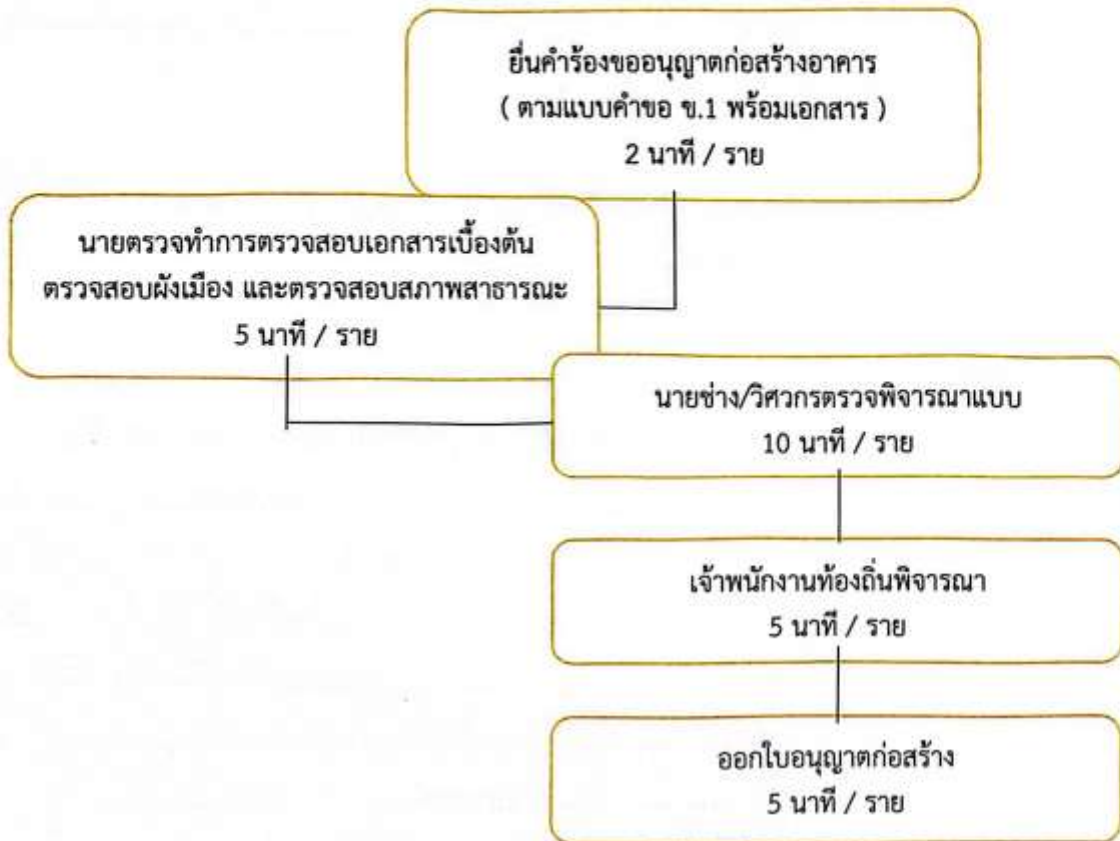 ยื่นคำร้องขออนุญาตก่อสร้างอาคาร
( ตามแบบคำขอ ข.1 พร้อมเอกสาร )
2 นาที / ราย
นายตรวจทำการตรวจสอบเอกสารเบื้องต้น
ตรวจสอบผังเมือง และตรวจสอบสภาพสาธารณะ
5 นาที / ราย
นายช่าง/วิศวกรตรวจพิจารณาแบบ
10 นาที / ราย
เจ้าพนักงานท้องถิ่นพิจารณา
5 นาที / ราย
ออกใบอนุญาตก่อสร้าง
5 นาที / ราย